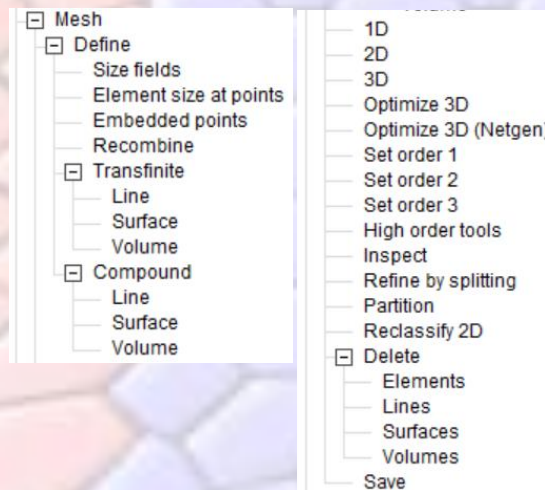 Mesh
Define
Size fields
Element size at points
Embedded points
Recombine
Transfinite
Line
Surface
Volume
Compound
Line
Surface
Volume
1D
2D
3D
Optimize 3D
Optimize 3D (Netgen)
Set order 1
Set order 2
Set order 3
High order tools
Inspect
Refine by splitting
Partition
Reclassify 2D
Delete
Elements
Lines
Surfaces
Volumes
Save